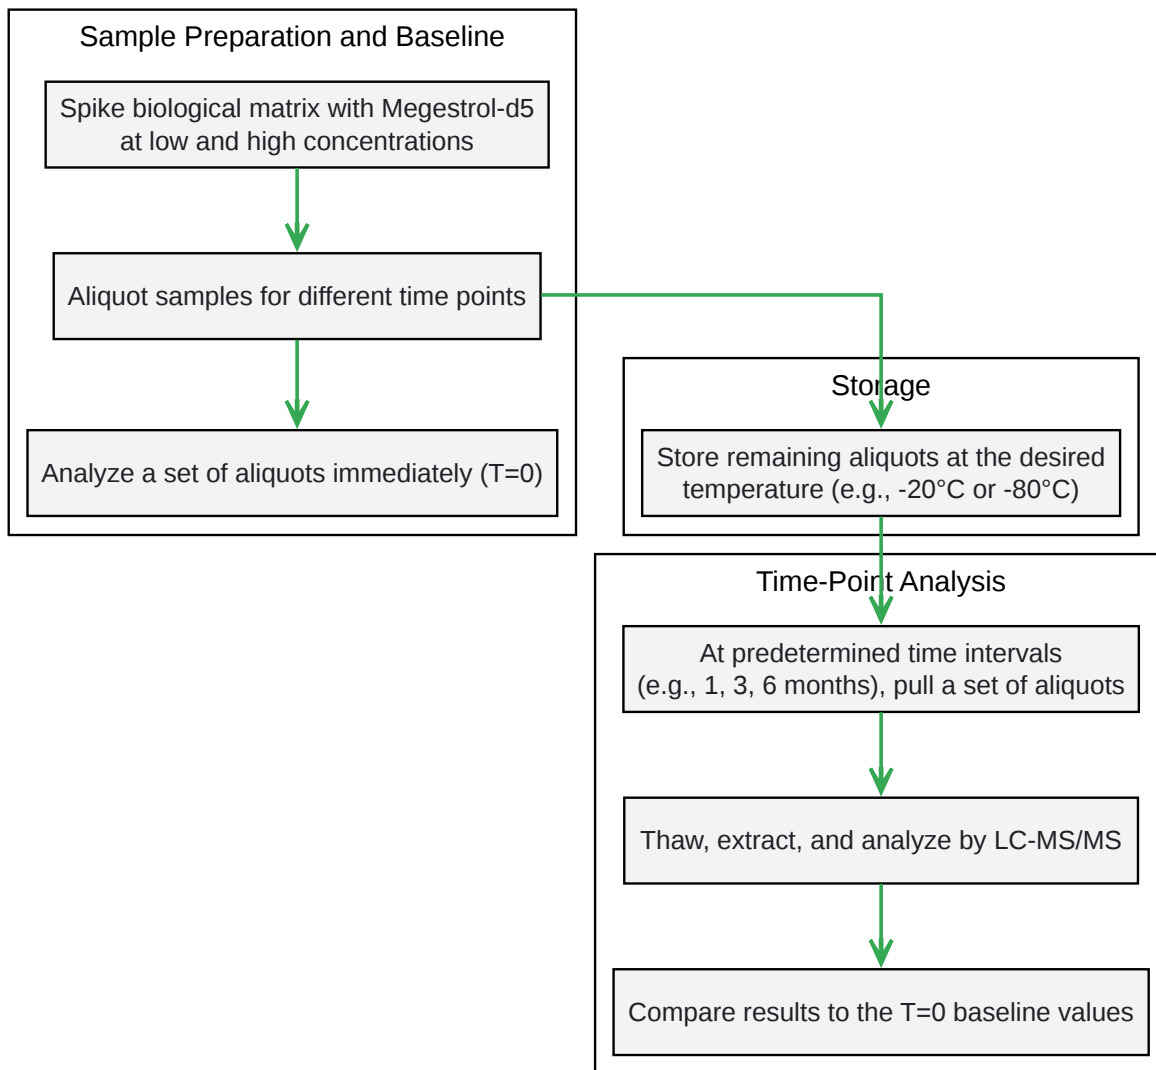 Sample Preparation and Baseline
Spike biological matrix with Megestrol-d5
at low and high concentrations
Aliquot samples for different time points
Analyze a set of aliquots immediately (T=0)
Storage
Store remaining aliquots at the desired
temperature (e.g., -20°C or -80°C)
Time-Point Analysis
At predetermined time intervals
(e.g., 1, 3, 6 months), pull a set of aliquots
Thaw, extract, and analyze by LC-MS/MS
Compare results to the T=0 baseline values